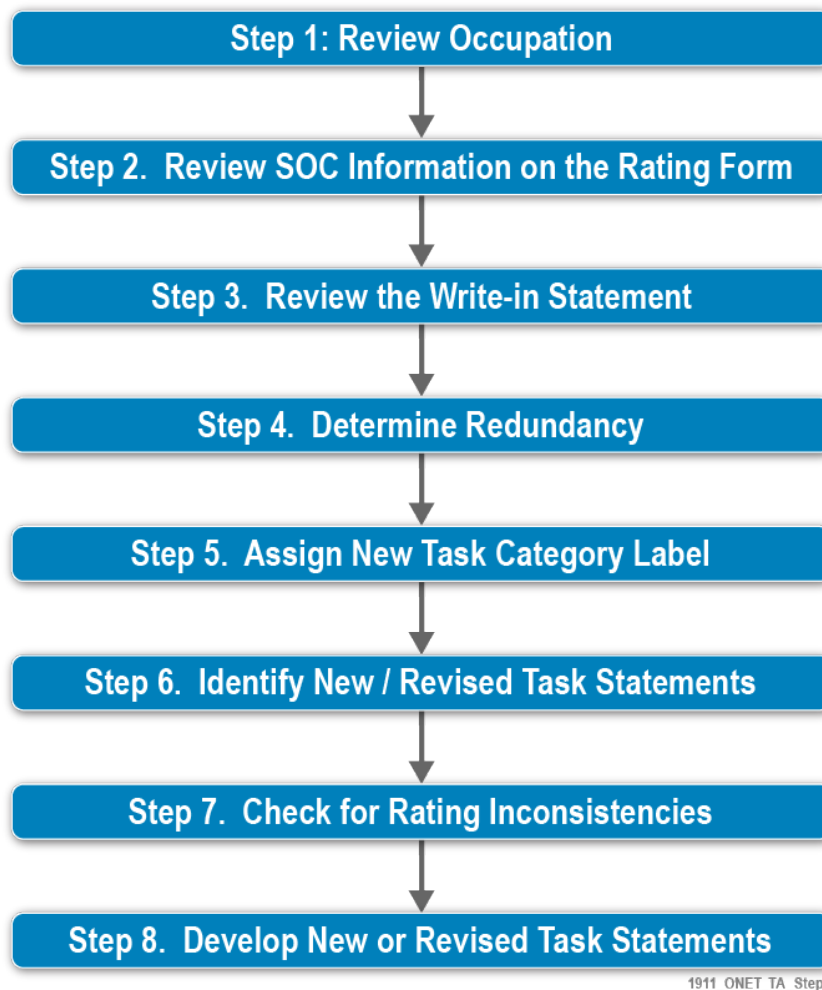 Step 1: Review Occupation
Step 2. Review SOC Information on the Rating Form
Step 3. Review the Write-in Statement
Step 4. Determine Redundancy
Step 5. Assign New Task Category Label
Step 6. Identify New / Revised Task Statements
Step 7. Check for Rating Inconsistencies
Step 8. Develop New or Revised Task Statements
1911 ONET TA Step